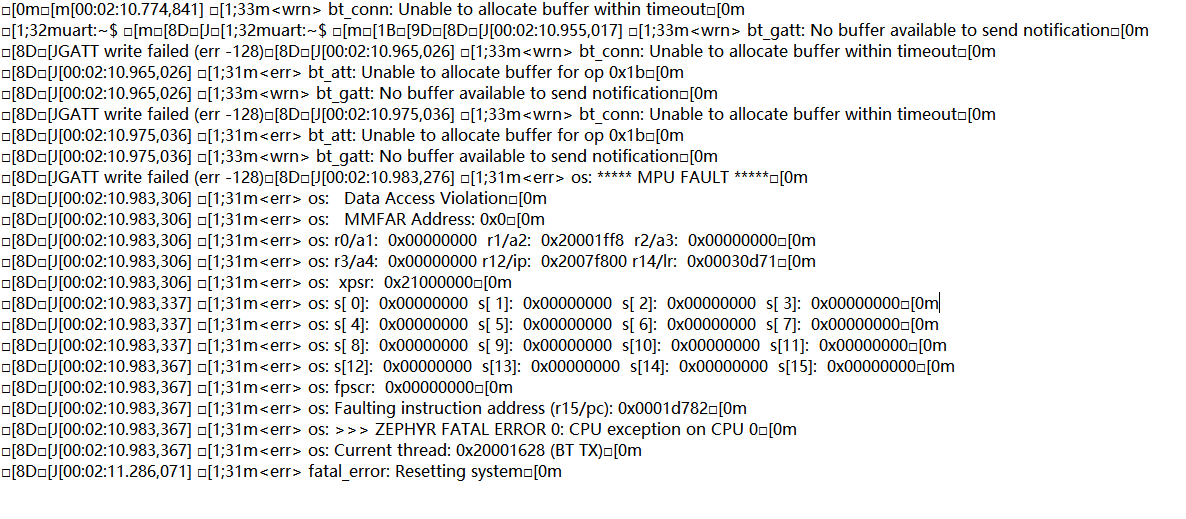 □[0m□[m[00:02:10.774,841] □[1;33m<wrn> bt_conn: Unable to allocate buffer within timeout□[0m
□[1;32muart:~$ □[m□[8D□[J□[1;32muart:~$ □[m□[1B□[9D□[8D□[J[00:02:10.955,017] □[1;33m<wrn> bt_gatt: No buffer available to send notification□[0m
□[8D□[JGATT write failed (err -128)□[8D□[J[00:02:10.965,026] □[1;33m<wrn> bt_conn: Unable to allocate buffer within timeout□[0m
□[8D□[J[00:02:10.965,026] □[1;31m<err> bt_att: Unable to allocate buffer for op 0x1b□[0m
□[8D□[J[00:02:10.965,026] □[1;33m<wrn> bt_gatt: No buffer available to send notification□[0m
□[8D□[JGATT write failed (err -128)□[8D□[J[00:02:10.975,036] □[1;33m<wrn> bt_conn: Unable to allocate buffer within timeout□[0m
□[8D□[J[00:02:10.975,036] □[1;31m<err> bt_att: Unable to allocate buffer for op 0x1b□[0m
□[8D□[J[00:02:10.975,036] □[1;33m<wrn> bt_gatt: No buffer available to send notification□[0m
□[8D□[JGATT write failed (err -128)□[8D□[J[00:02:10.983,276] □[1;31m<err> os: ***** MPU FAULT *****□[0m
□[8D□[J[00:02:10.983,306] □[1;31m<err> os:   Data Access Violation□[0m
□[8D□[J[00:02:10.983,306] □[1;31m<err> os:   MMFAR Address: 0x0□[0m
□[8D□[J[00:02:10.983,306] □[1;31m<err> os: r0/a1:  0x00000000  r1/a2:  0x20001ff8  r2/a3:  0x00000000□[0m
□[8D□[J[00:02:10.983,306] □[1;31m<err> os: r3/a4:  0x00000000 r12/ip:  0x2007f800 r14/lr:  0x00030d71□[0m
□[8D□[J[00:02:10.983,306] □[1;31m<err> os:  xpsr:  0x21000000□[0m
□[8D□[J[00:02:10.983,337] □[1;31m<err> os: s[ 0]:  0x00000000  s[ 1]:  0x00000000  s[ 2]:  0x00000000  s[ 3]:  0x00000000□[0m
□[8D□[J[00:02:10.983,337] □[1;31m<err> os: s[ 4]:  0x00000000  s[ 5]:  0x00000000  s[ 6]:  0x00000000  s[ 7]:  0x00000000□[0m
□[8D□[J[00:02:10.983,337] □[1;31m<err> os: s[ 8]:  0x00000000  s[ 9]:  0x00000000  s[10]:  0x00000000  s[11]:  0x00000000□[0m
□[8D□[J[00:02:10.983,367] □[1;31m<err> os: s[12]:  0x00000000  s[13]:  0x00000000  s[14]:  0x00000000  s[15]:  0x00000000□[0m
□[8D□[J[00:02:10.983,367] □[1;31m<err> os: fpscr:  0x00000000□[0m
□[8D□[J[00:02:10.983,367] □[1;31m<err> os: Faulting instruction address (r15/pc): 0x0001d782□[0m
□[8D□[J[00:02:10.983,367] □[1;31m<err> os: >>> ZEPHYR FATAL ERROR 0: CPU exception on CPU 0□[0m
□[8D□[J[00:02:10.983,367] □[1;31m<err> os: Current thread: 0x20001628 (BT TX)□[0m
□[8D□[J[00:02:11.286,071] □[1;31m<err> fatal_error: Resetting system□[0m